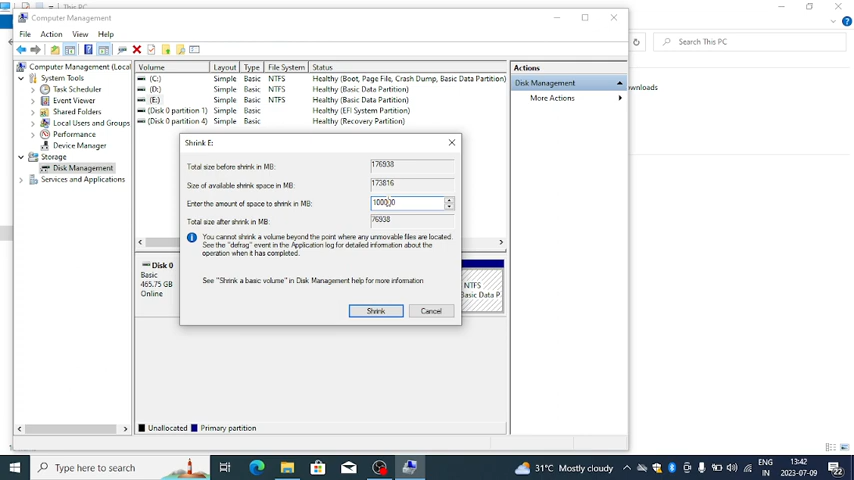 This PC
Computer Management
File Action View Help
Search This PC
Computer Management (Local
System Tools
Task Scheduler
Event Viewer
Shared Folders
Local Users and Groups
Performance
Device Manager
Storage
Disk Management
Services and Applications
Volume Layout Type File System Status
(C:) Simple Basic NTFS Healthy (Boot, Page File, Crash Dump, Basic Data Partition)
(D:) Simple Basic NTFS Healthy (Basic Data Partition)
(E:) Simple Basic NTFS Healthy (Basic Data Partition)
(Disk 0 partition 1) Simple Basic Healthy (EFI System Partition)
(Disk 0 partition 4) Simple Basic Healthy (Recovery Partition)
Actions
Disk Management
More Actions
wnloads
Shrink E:
Total size before shrink in MB: 176938
Size of available shrink space in MB: 173816
Enter the amount of space to shrink in MB: 100000
Total size after shrink in MB: 76938
You cannot shrink a volume beyond the point where any unmovable files are located.
See the "defrag" event in the Application log for detailed information about the
operation when it has completed.
See "Shrink a basic volume" in Disk Management help for more information
Shrink Cancel
Disk 0
Basic
465.75 GB
Online
NTFS
Basic Data P
Unallocated Primary partition
Type here to search
31°C Mostly cloudy
ENG
IN
13:42
2023-07-09
22